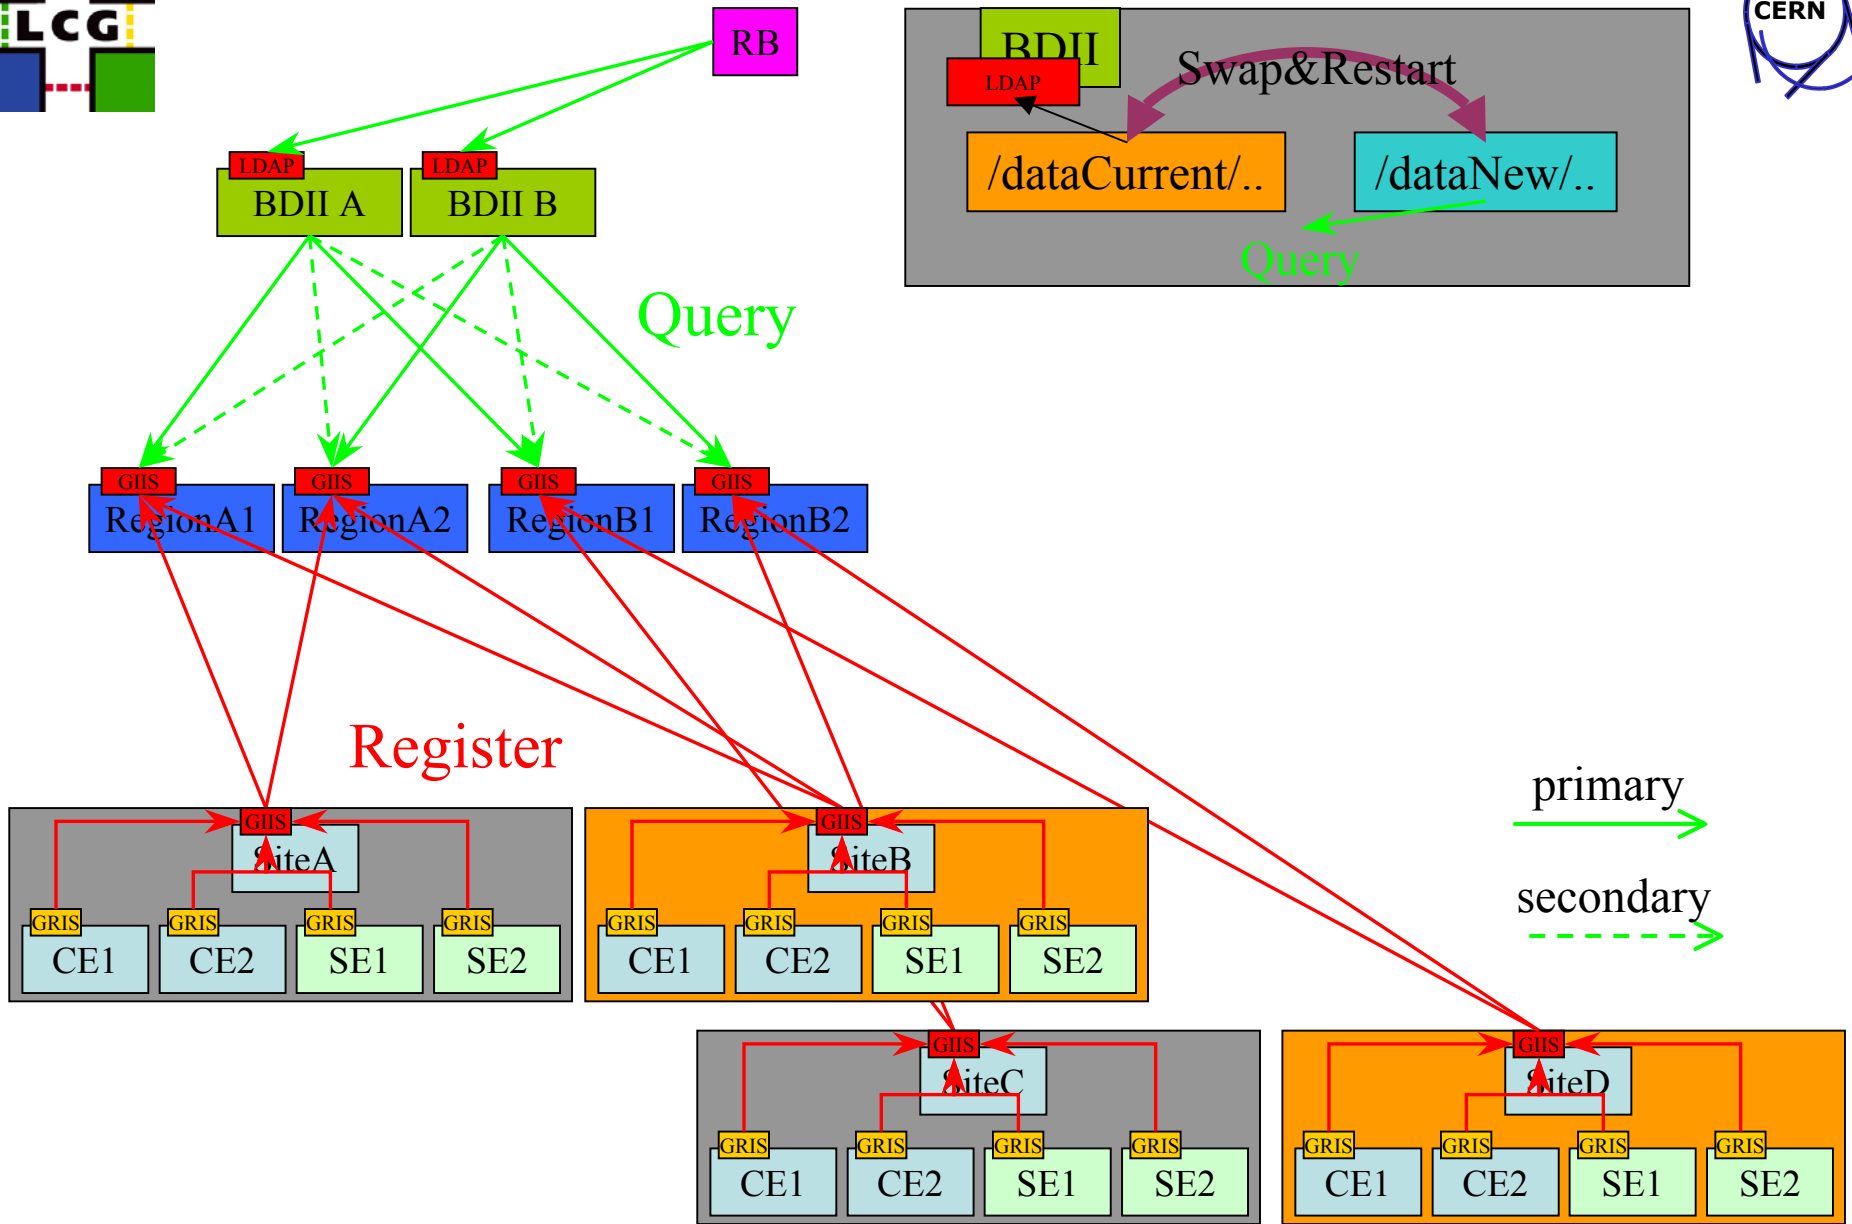 LCG
RB
BDII
LDAP
Swap&Restart
CERN
/dataCurrent/..
/dataNew/..
Query
LDAP
LDAP
BDII A
BDII B
Query
GIIS
GIIS
GIIS
GIIS
RegionA1
RegionA2
RegionB1
RegionB2
Register
primary
secondary
GIIS
SiteA
GRIS
GRIS
GRIS
GRIS
CE1
CE2
SE1
SE2
GIIS
SiteB
GRIS
GRIS
GRIS
GRIS
CE1
CE2
SE1
SE2
GIIS
SiteC
GRIS
GRIS
GRIS
GRIS
CE1
CE2
SE1
SE2
GIIS
SiteD
GRIS
GRIS
GRIS
GRIS
CE1
CE2
SE1
SE2